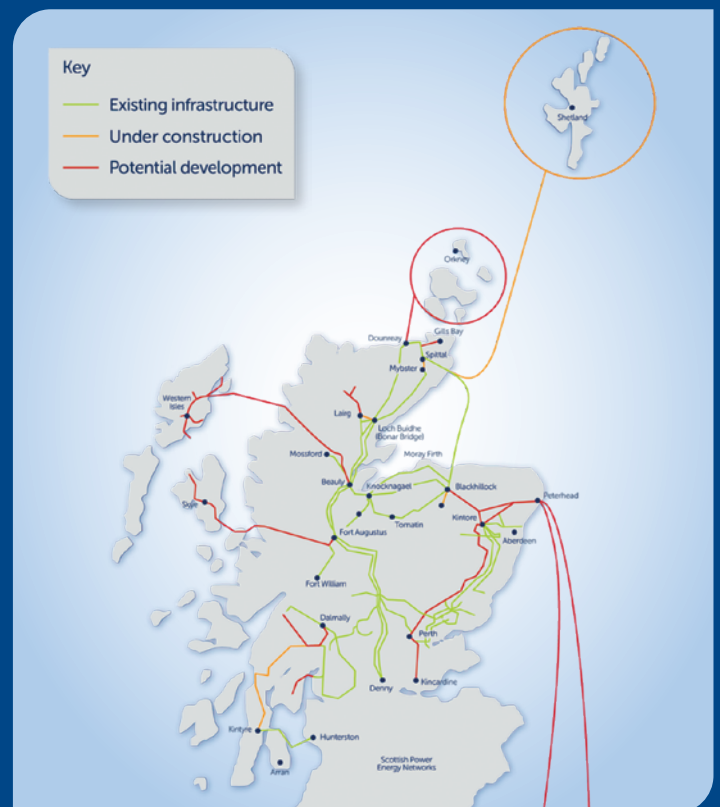 Key
Existing infrastructure
Under construction
Potential development
Shetland
Orkney
Gills Bay
Dounreay
Spittal
Mybster
Western
Isles
Lairg
Loch Buidhe
(Bonar Bridge)
Mossford
Moray Firth
Beauly
Knocknagael
Blackhillock
Peterhead
Skye
Tomatin
Kintore
Fort Augustus
Aberdeen
Fort William
Dalmally
Perth
Denny
Kincardine
Kintyre
Hunterston
Arran
Scottish Power
Energy Networks